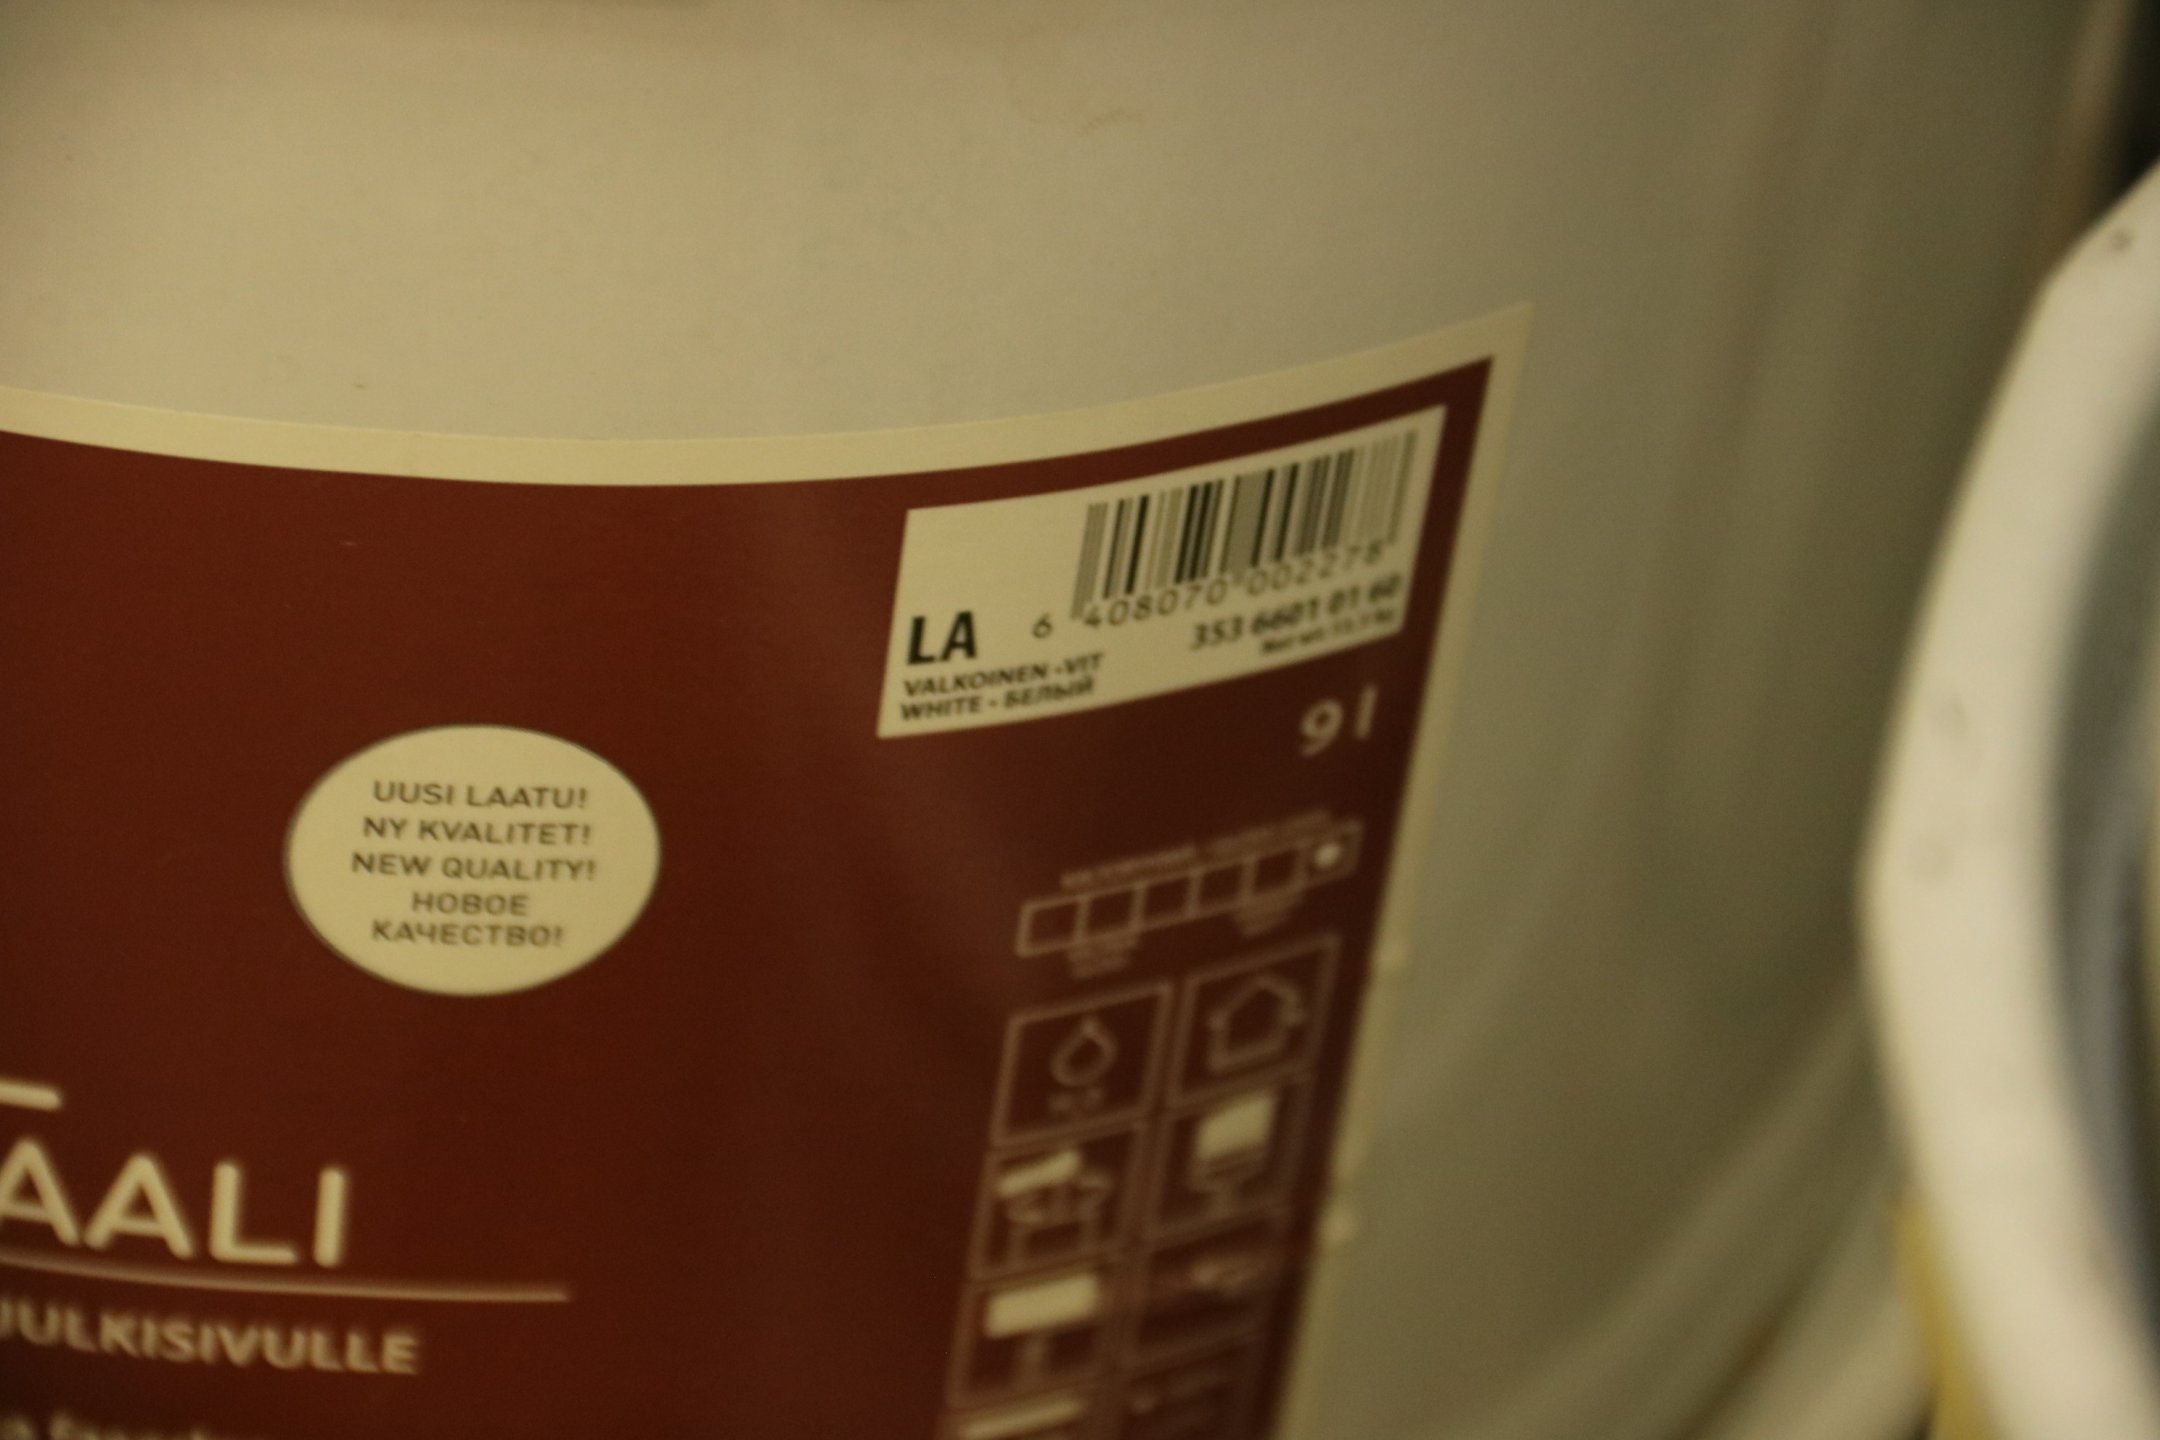 6 408070 002278
LA
353 6601 01 60
VALKOINEN - VIT
WHITE - БЕЛЫЙ
9 l
UUSI LAATU!
NY KVALITET!
NEW QUALITY!
НОВОЕ
КАЧЕСТВО!
AALI
ULKISIVULLE